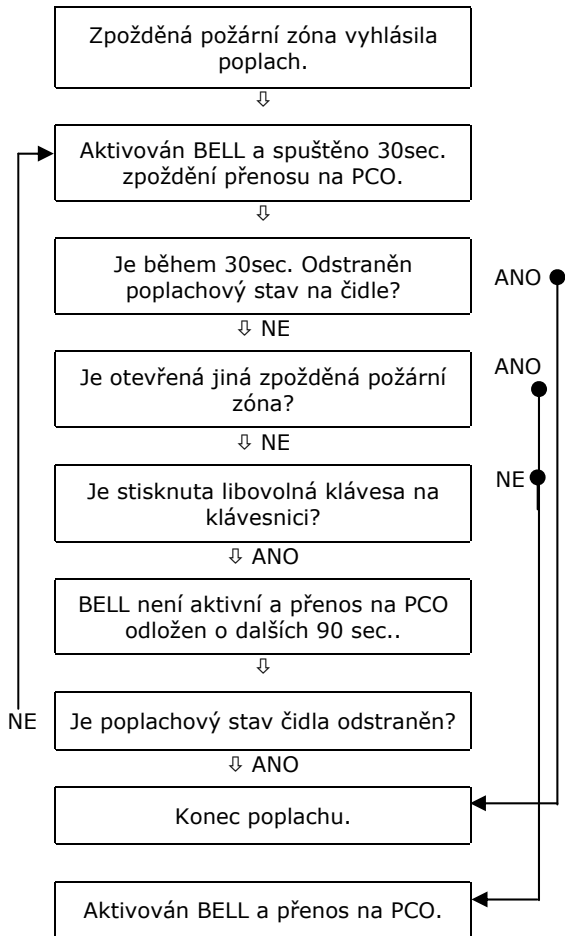 Zpožděná požární zóna vyhlásila
poplach.
⇩
Aktivován BELL a spuštěno 30sec.
zpoždění přenosu na PCO.
⇩
Je během 30sec. Odstraněn
poplachový stav na čidle?
ANO
⇩ NE
Je otevřená jiná zpožděná požární
zóna?
ANO
⇩ NE
Je stisknuta libovolná klávesa na
klávesnici?
NE
⇩ ANO
BELL není aktivní a přenos na PCO
odložen o dalších 90 sec..
⇩
NE
Je poplachový stav čidla odstraněn?
⇩ ANO
Konec poplachu.
Aktivován BELL a přenos na PCO.